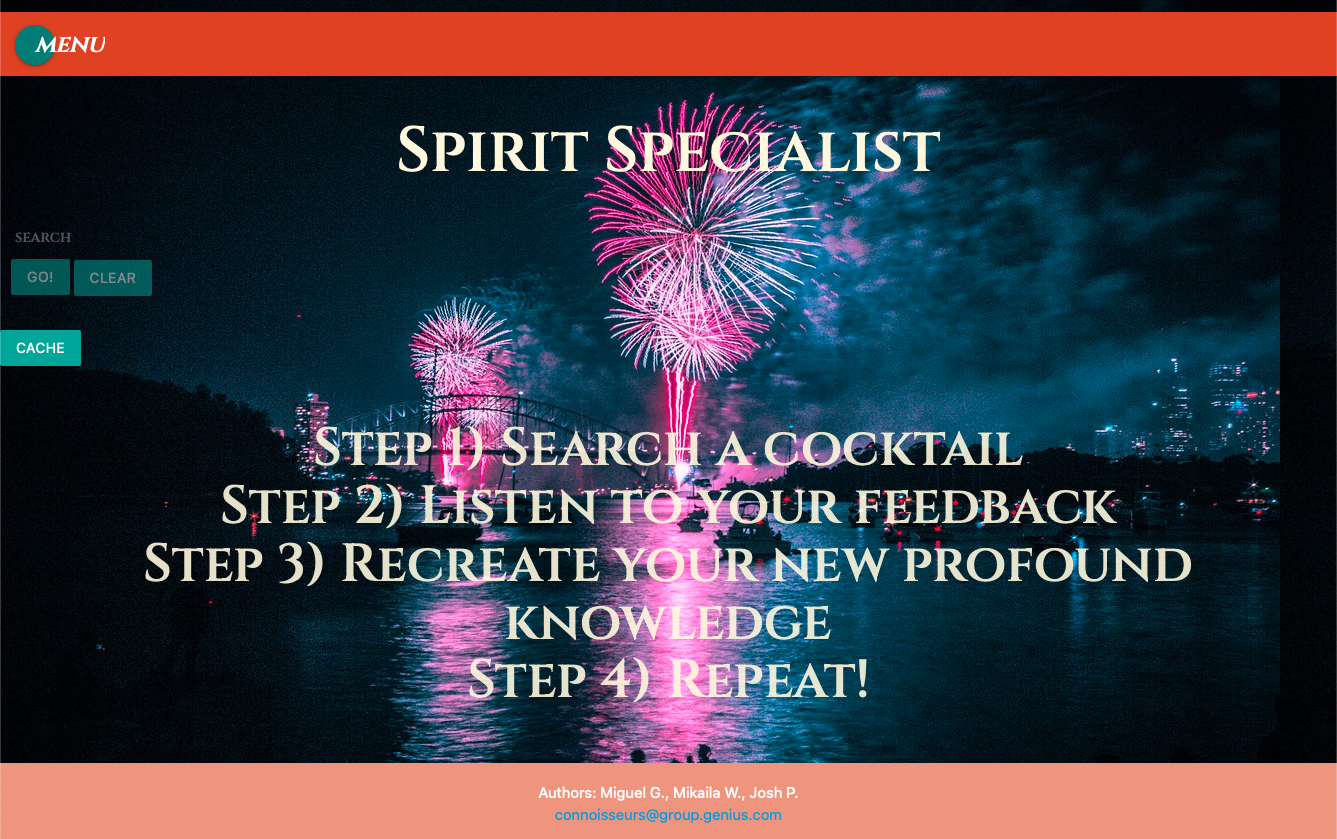 MENU
Spirit Specialist
SEARCH
GO! CLEAR
CACHE
Step 1) Search a cocktail
Step 2) Listen to your feedback
Step 3) Recreate your new profound
knowledge
Step 4) Repeat!
Authors: Miguel G., Mikaila W., Josh P.
connoisseurs@group.genius.com